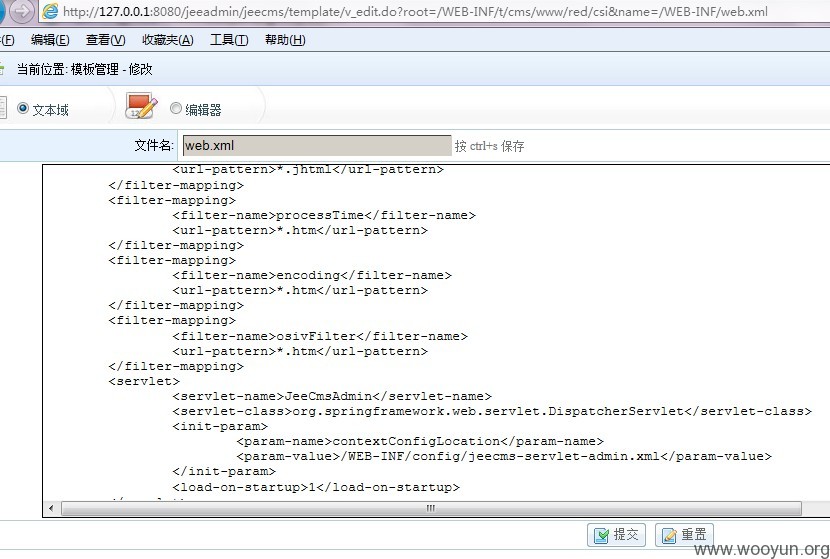 http://127.0.0.1:8080/jeeadmin/jeecms/template/v_edit.do?root=/WEB-INF/t/cms/www/red/csi&name=/WEB-INF/web.xml
(F) 编辑(E) 查看(V) 收藏夹(A) 工具(T) 帮助(H)
当前位置: 模板管理 - 修改
文本域 编辑器
文件名: web.xml 按 ctrl+s 保存
<url-pattern>*.jhtml</url-pattern>
</filter-mapping>
<filter-mapping>
<filter-name>processTime</filter-name>
<url-pattern>*.htm</url-pattern>
</filter-mapping>
<filter-mapping>
<filter-name>encoding</filter-name>
<url-pattern>*.htm</url-pattern>
</filter-mapping>
<filter-mapping>
<filter-name>osivFilter</filter-name>
<url-pattern>*.htm</url-pattern>
</filter-mapping>
<servlet>
<servlet-name>JeeCmsAdmin</servlet-name>
<servlet-class>org.springframework.web.servlet.DispatcherServlet</servlet-class>
<init-param>
<param-name>contextConfigLocation</param-name>
<param-value>/WEB-INF/config/jeecms-servlet-admin.xml</param-value>
</init-param>
<load-on-startup>1</load-on-startup>
提交 重置
www.wooyun.org